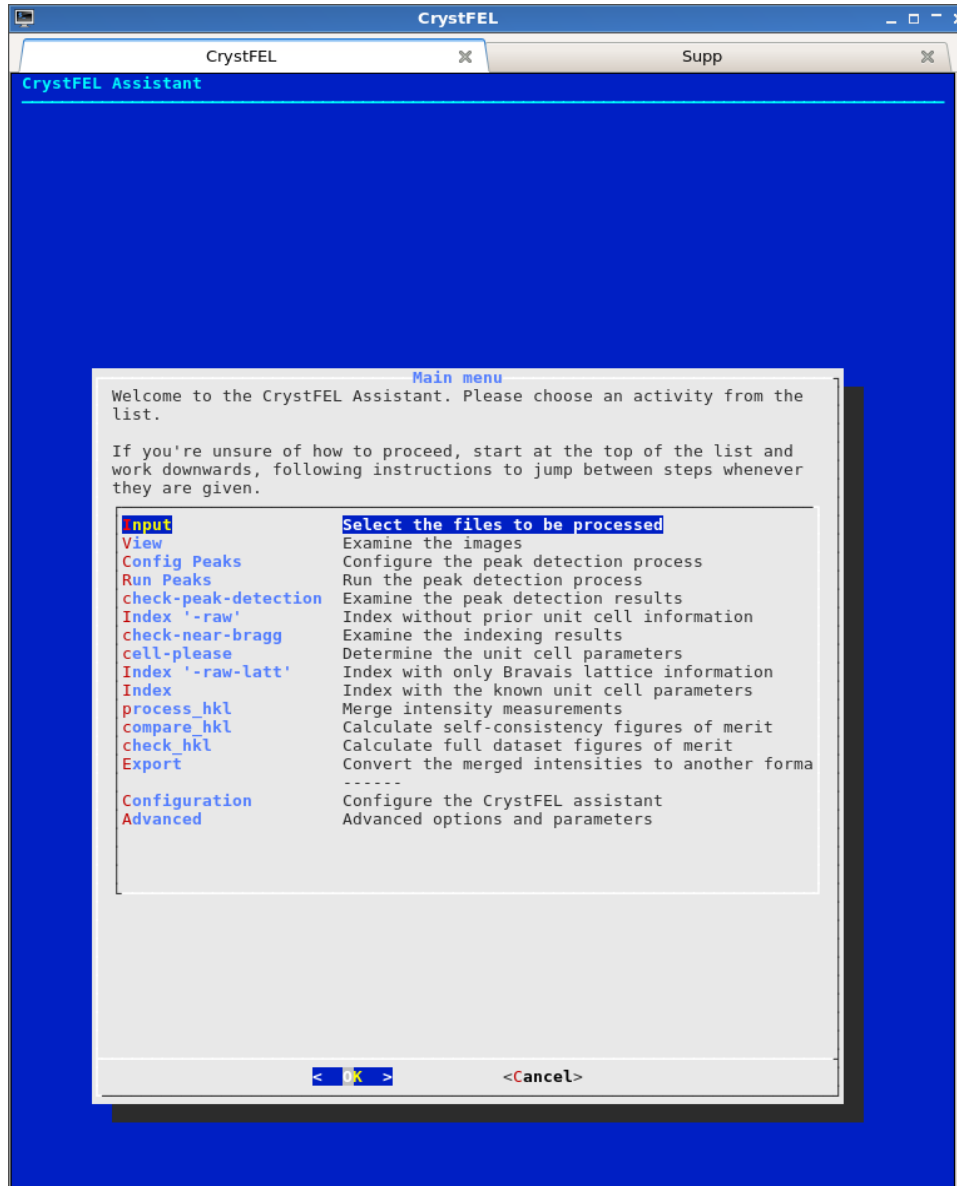 CrystFEL
CrystFEL
Supp
CrystFEL Assistant
Main menu
Welcome to the CrystFEL Assistant. Please choose an activity from the
list.
If you're unsure of how to proceed, start at the top of the list and
work downwards, following instructions to jump between steps whenever
they are given.
Input Select the files to be processed
View Examine the images
Config Peaks Configure the peak detection process
Run Peaks Run the peak detection process
check-peak-detection Examine the peak detection results
Index '-raw' Index without prior unit cell information
check-near-bragg Examine the indexing results
cell-please Determine the unit cell parameters
Index '-raw-latt' Index with only Bravais lattice information
Index Index with the known unit cell parameters
process_hkl Merge intensity measurements
compare_hkl Calculate self-consistency figures of merit
check_hkl Calculate full dataset figures of merit
Export Convert the merged intensities to another forma
------
Configuration Configure the CrystFEL assistant
Advanced Advanced options and parameters
< OK > <Cancel>